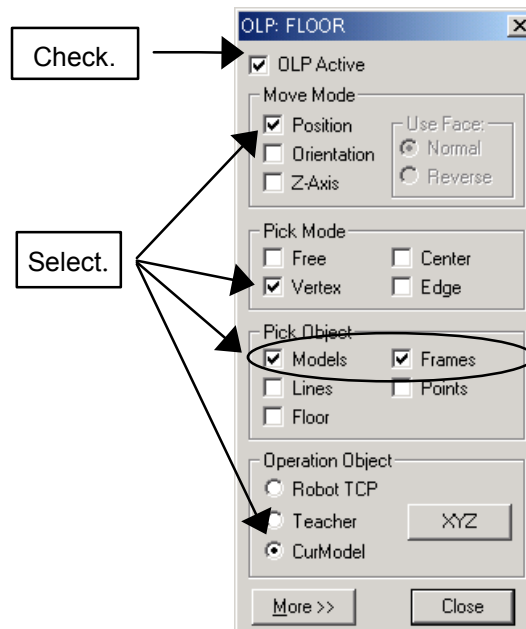 OLP: FLOOR
Check.
OLP Active
Move Mode
Position
Orientation
Z-Axis
Use Face:
Normal
Reverse
Select.
Pick Mode
Free
Center
Vertex
Edge
Pick Object
Models
Frames
Lines
Points
Floor
Operation Object
Robot TCP
Teacher
XYZ
CurModel
More >>
Close